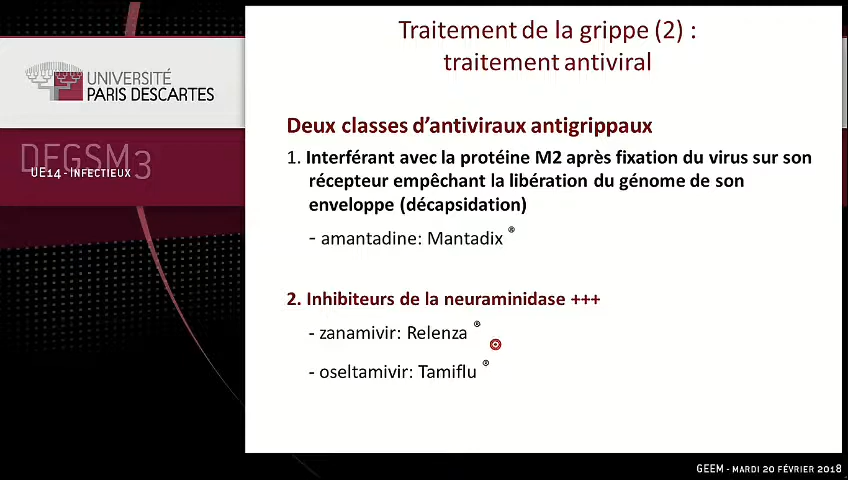 Traitement de la grippe (2) :
traitement antiviral
UNIVERSITÉ
PARIS DESCARTES
DFGSM3
UE14 - INFECTIEUX
Deux classes d'antiviraux antigrippaux
1. Interférant avec la protéine M2 après fixation du virus sur son
récepteur empêchant la libération du génome de son
enveloppe (décapsidation)
- amantadine: Mantadix ®
2. Inhibiteurs de la neuraminidase +++
- zanamivir: Relenza ®
- oseltamivir: Tamiflu ®
GEEM - MARDI 20 FÉVRIER 2018